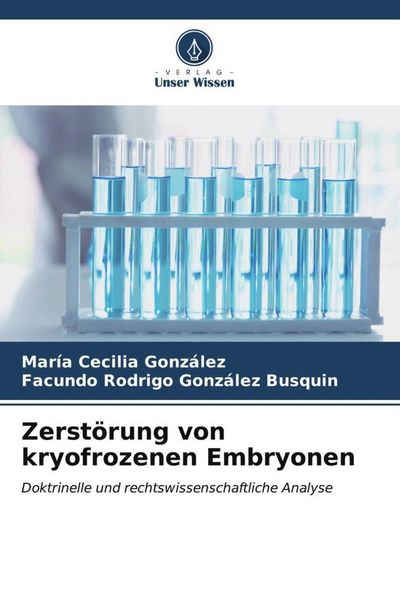 - VERLAG -
Unser Wissen
María Cecilia González
Facundo Rodrigo González Busquin
Zerstörung von
kryofrozenen Embryonen
Doktrinelle und rechtswissenschaftliche Analyse